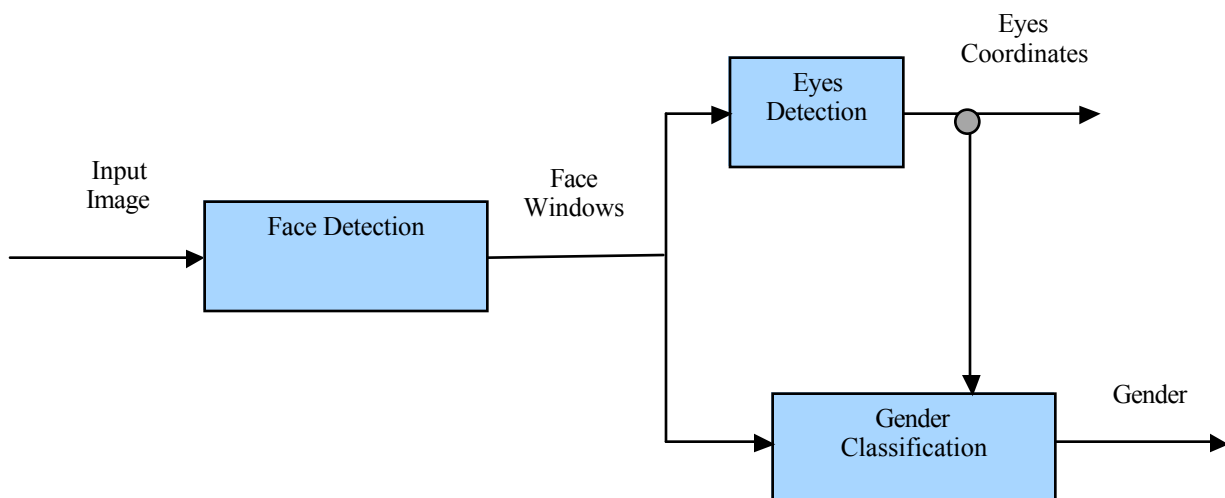 Input
Image
Face Detection
Face
Windows
Eyes
Detection
Eyes
Coordinates
Gender
Classification
Gender